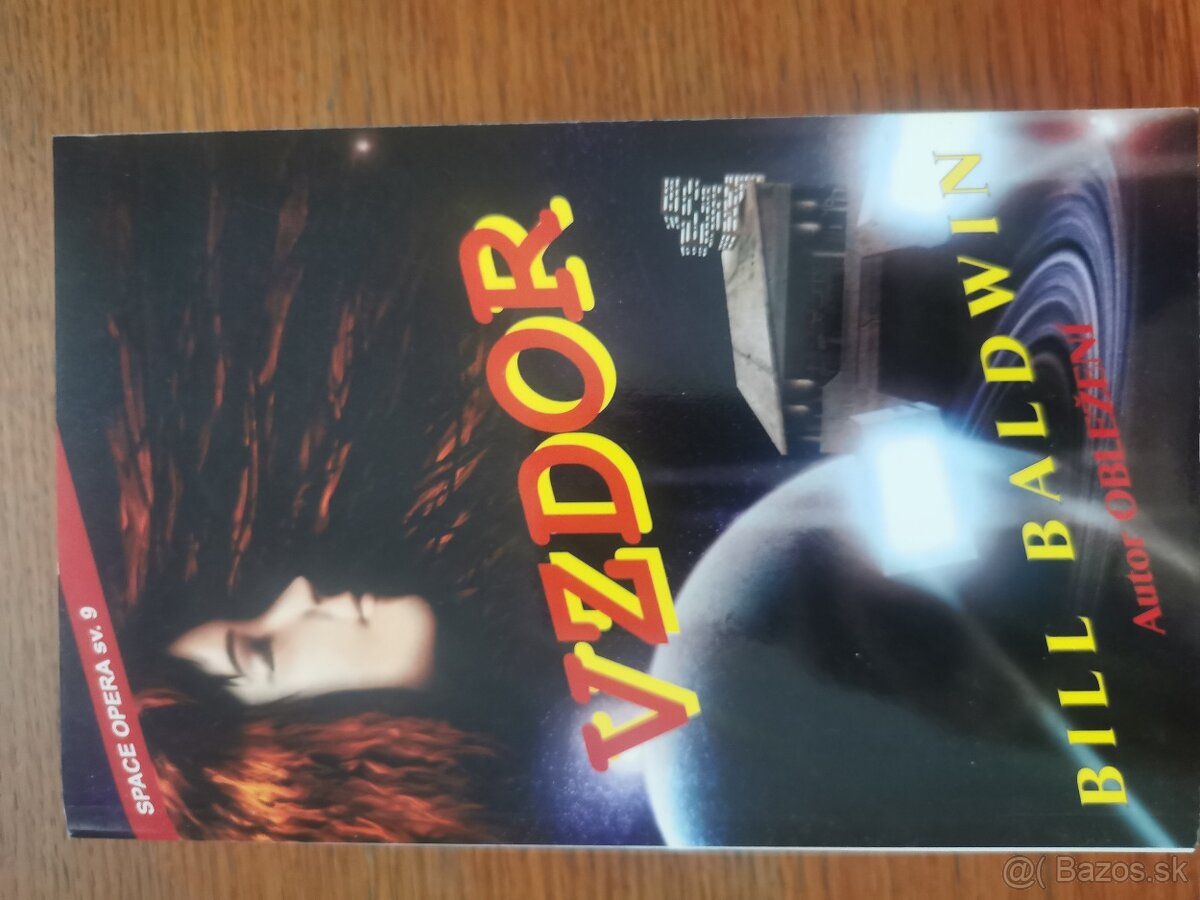 SPACE OPERA sv. 9
VZDOR
BILL BALDWIN
Autor OBLEŽENÍ
@( Bazos.sk